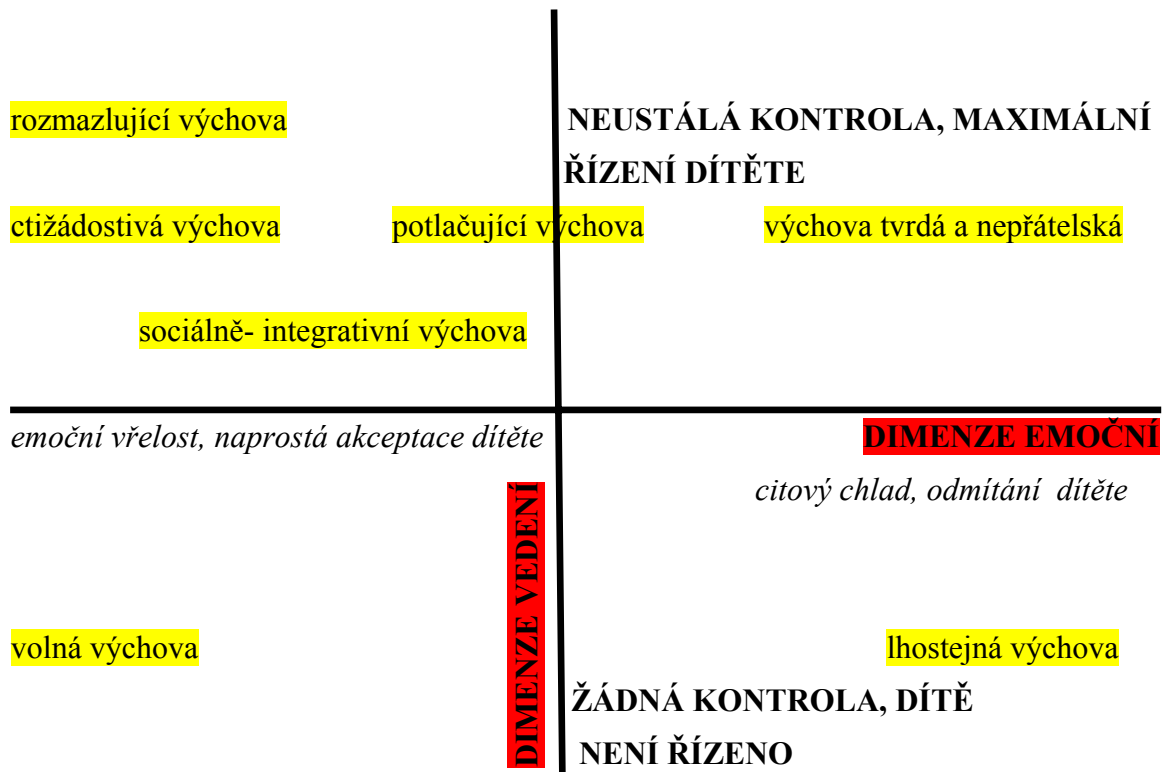 rozmazlující výchova
NEUSTÁLÁ KONTROLA, MAXIMÁLNÍ
ŘÍZENÍ DÍTĚTE
ctižádostivá výchova
potlačující výchova
výchova tvrdá a nepřátelská
sociálně- integrativní výchova
emoční vřelost, naprostá akceptace dítěte
DIMENZE EMOČNÍ
citový chlad, odmítání dítěte
DIMENZE VEDENÍ
volná výchova
lhostejná výchova
ŽÁDNÁ KONTROLA, DÍTĚ
NENÍ ŘÍZENO